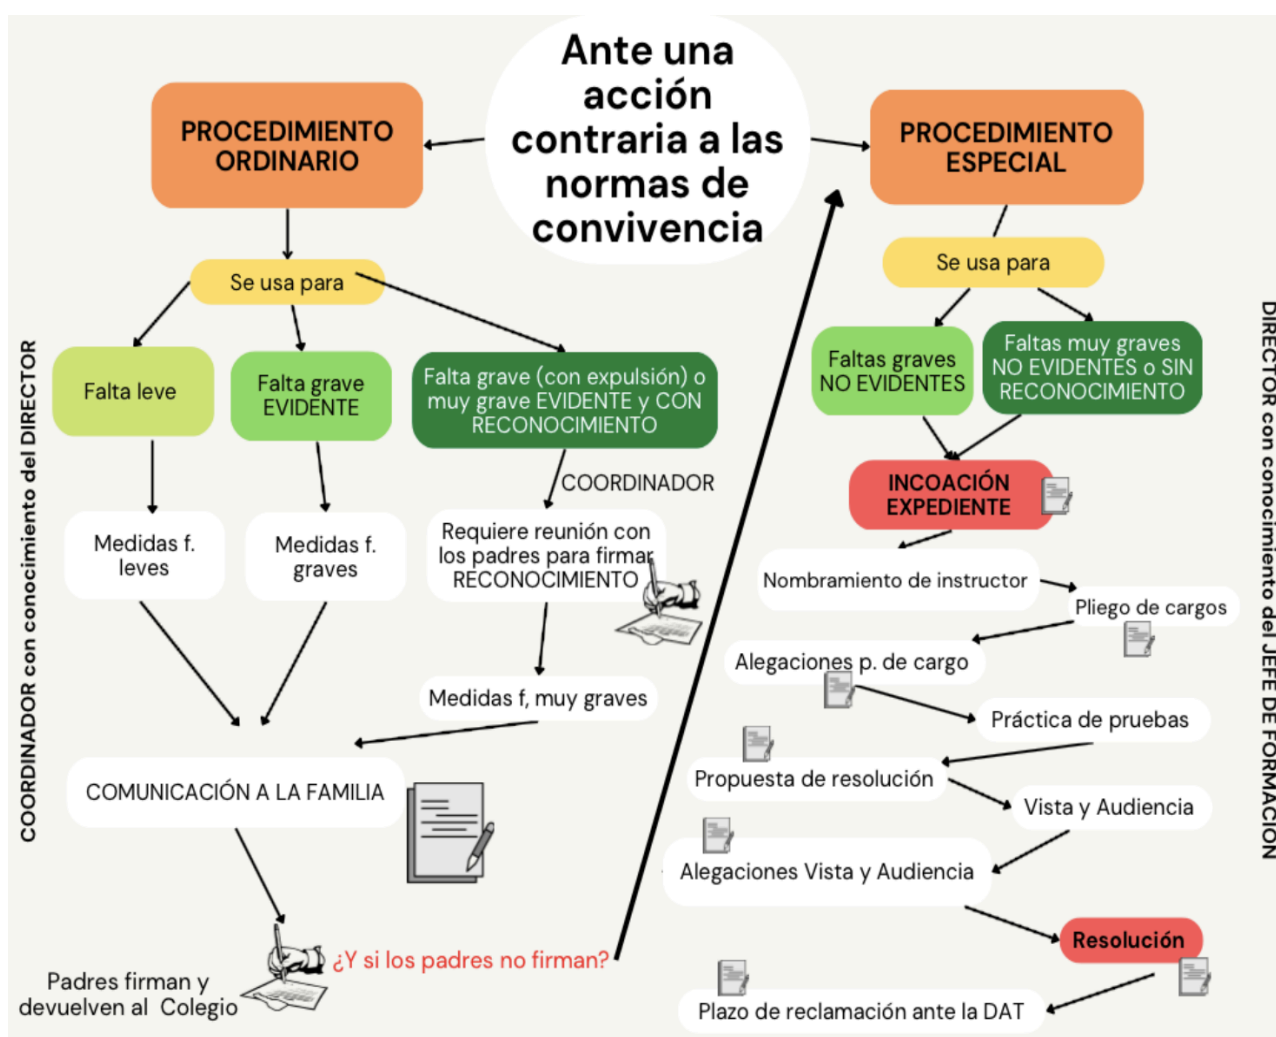 Ante una
acción
contraria a las
normas de
convivencia
PROCEDIMIENTO
ORDINARIO
Se usa para
Falta leve
Falta grave
EVIDENTE
Falta grave (con expulsión) o
muy grave EVIDENTE y CON
RECONOCIMIENTO
COORDINADOR
Medidas f.
leves
Medidas f.
graves
Requiere reunión con
los padres para firmar
RECONOCIMIENTO
Medidas f, muy graves
COMUNICACIÓN A LA FAMILIA
Padres firman y
devuelven al Colegio
¿Y si los padres no firman?
COORDINADOR con conocimiento del DIRECTOR
PROCEDIMIENTO
ESPECIAL
Se usa para
Faltas graves
NO EVIDENTES
Faltas muy graves
NO EVIDENTES o SIN
RECONOCIMIENTO
INCOACIÓN
EXPEDIENTE
Nombramiento de instructor
Pliego de cargos
Alegaciones p. de cargo
Práctica de pruebas
Propuesta de resolución
Vista y Audiencia
Alegaciones Vista y Audiencia
Resolución
Plazo de reclamación ante la DAT
DIRECTOR con conocimiento del JEFE DE FORMACIÓN